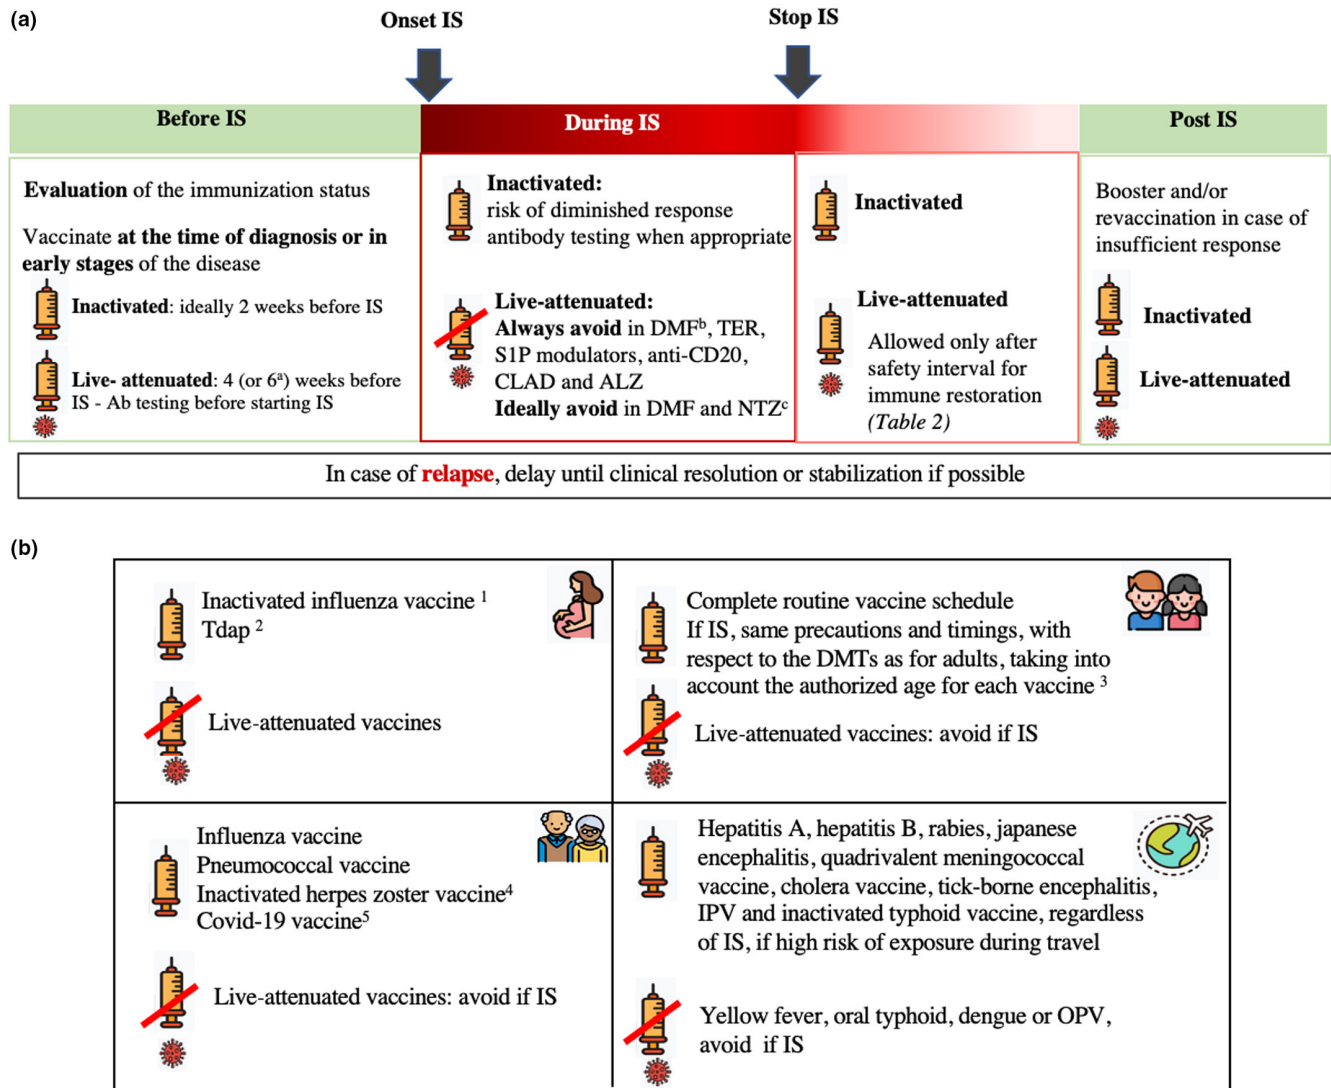 (a)
Onset IS
Stop IS
Before IS
During IS
Post IS
Evaluation of the immunization status
Vaccinate at the time of diagnosis or in
early stages of the disease
Inactivated: ideally 2 weeks before IS
Live- attenuated: 4 (or 6ᵃ) weeks before
IS - Ab testing before starting IS
Inactivated:
risk of diminished response
antibody testing when appropriate
Live-attenuated:
Always avoid in DMFᵇ, TER,
S1P modulators, anti-CD20,
CLAD and ALZ
Ideally avoid in DMF and NTZᶜ
Inactivated
Live-attenuated
Allowed only after
safety interval for
immune restoration
(Table 2)
Booster and/or
revaccination in case of
insufficient response
Inactivated
Live-attenuated
In case of relapse, delay until clinical resolution or stabilization if possible
(b)
Inactivated influenza vaccine ¹
Tdap ²
Live-attenuated vaccines
Complete routine vaccine schedule
If IS, same precautions and timings, with
respect to the DMTs as for adults, taking into
account the authorized age for each vaccine ³
Live-attenuated vaccines: avoid if IS
Influenza vaccine
Pneumococcal vaccine
Inactivated herpes zoster vaccine⁴
Covid-19 vaccine⁵
Live-attenuated vaccines: avoid if IS
Hepatitis A, hepatitis B, rabies, japanese
encephalitis, quadrivalent meningococcal
vaccine, cholera vaccine, tick-borne encephalitis,
IPV and inactivated typhoid vaccine, regardless
of IS, if high risk of exposure during travel
Yellow fever, oral typhoid, dengue or OPV,
avoid if IS